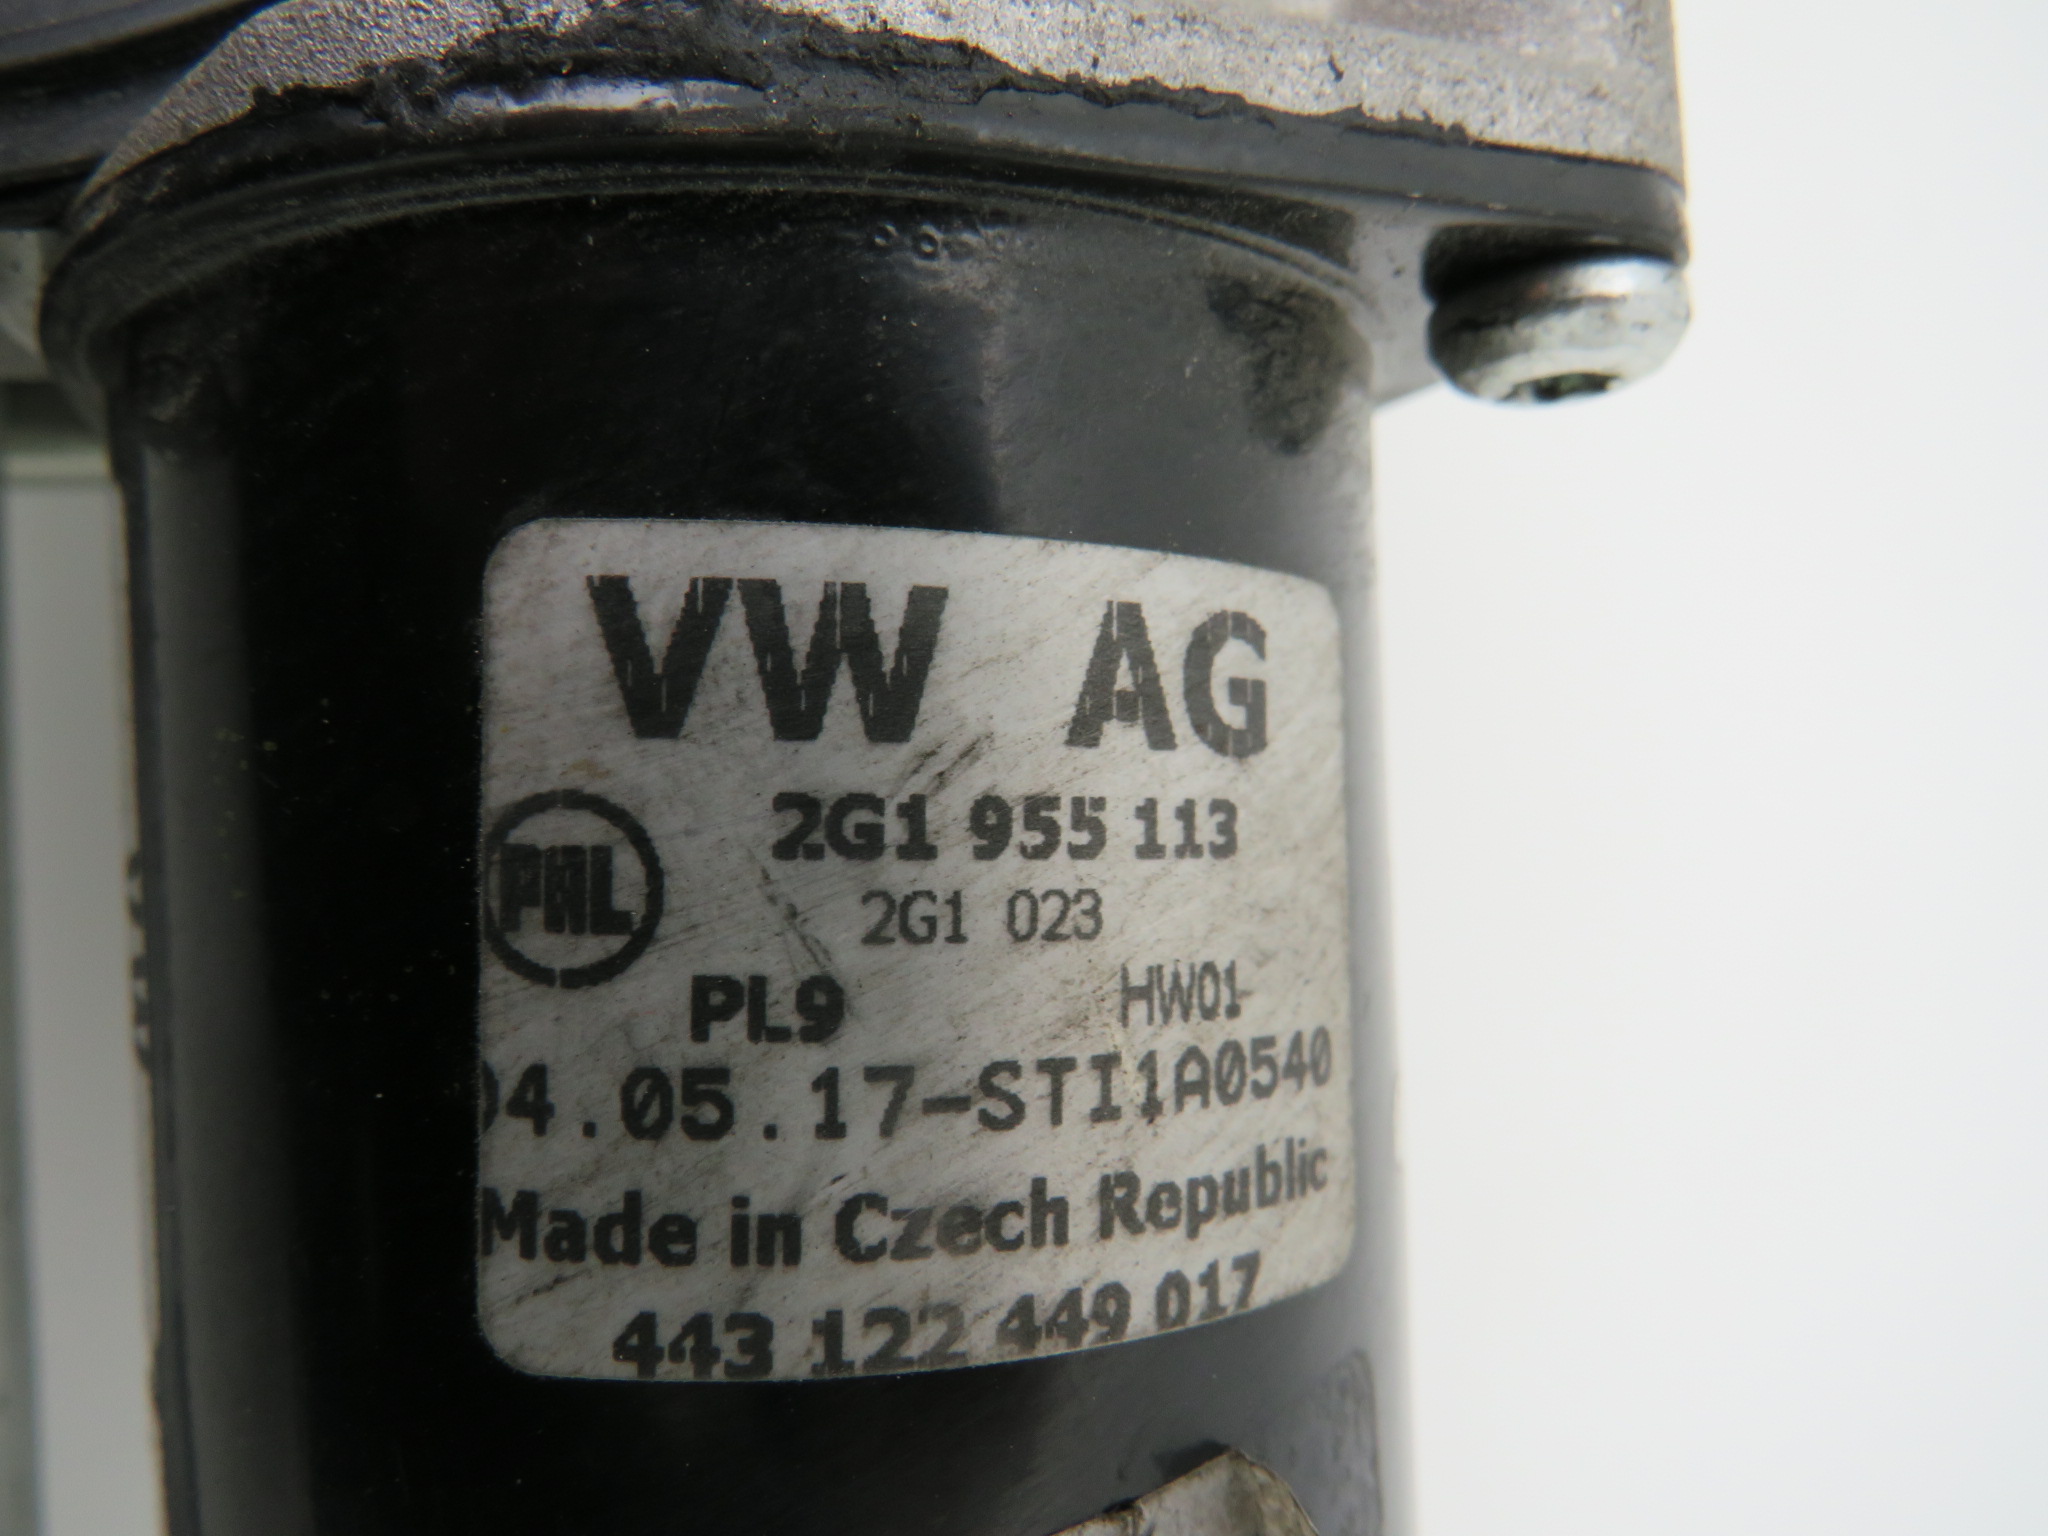 VW AG
2G1 955 113
PAL
2G1 023
PL9 HW01
04.05.17-STI1A0540
Made in Czech Republic
443 122 449 017